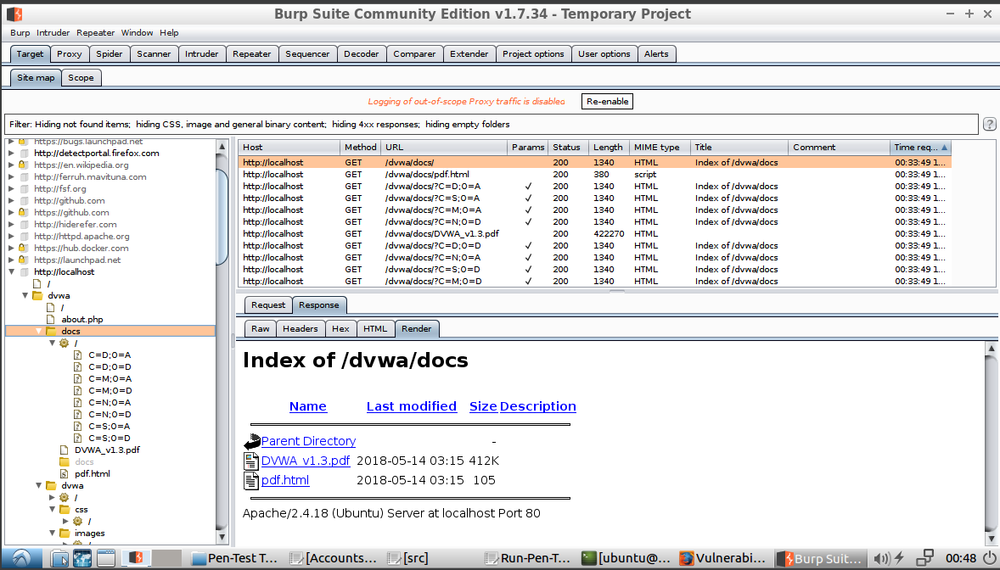 Burp Suite Community Edition v1.7.34 - Temporary Project
Burp Intruder Repeater Window Help
Target Proxy Spider Scanner Intruder Repeater Sequencer Decoder Comparer Extender Project options User options Alerts
Site map Scope
Logging of out-of-scope Proxy traffic is disabled Re-enable
Filter: Hiding not found items; hiding CSS, image and general binary content; hiding 4xx responses; hiding empty folders ?
https://bugs.launchpad.net
http://detectportal.firefox.com
https://en.wikipedia.org
http://ferruh.mavituna.com
http://fsf.org
http://github.com
https://github.com
http://hiderefer.com
http://httpd.apache.org
https://hub.docker.com
https://launchpad.net
http://localhost
/
dvwa
/
about.php
docs
/
C=D;O=A
C=D;O=D
C=M;O=A
C=M;O=D
C=N;O=A
C=N;O=D
C=S;O=A
C=S;O=D
DVWA_v1.3.pdf
docs
pdf.html
dvwa
/
css
/
images
Host Method URL Params Status Length MIME type Title Comment Time req...
http://localhost GET /dvwa/docs/ 200 1340 HTML Index of /dvwa/docs 00:33:49 1...
http://localhost GET /dvwa/docs/pdf.html 200 380 script 00:33:49 1...
http://localhost GET /dvwa/docs/?C=D;O=A ✓ 200 1340 HTML Index of /dvwa/docs 00:33:49 1...
http://localhost GET /dvwa/docs/?C=S;O=A ✓ 200 1340 HTML Index of /dvwa/docs 00:33:49 1...
http://localhost GET /dvwa/docs/?C=M;O=A ✓ 200 1340 HTML Index of /dvwa/docs 00:33:49 1...
http://localhost GET /dvwa/docs/?C=N;O=D ✓ 200 1340 HTML Index of /dvwa/docs 00:33:49 1...
http://localhost GET /dvwa/docs/DVWA_v1.3.pdf 200 422270 HTML 00:33:49 1...
http://localhost GET /dvwa/docs/?C=D;O=D ✓ 200 1340 HTML Index of /dvwa/docs 00:33:49 1...
http://localhost GET /dvwa/docs/?C=N;O=A ✓ 200 1340 HTML Index of /dvwa/docs 00:33:49 1...
http://localhost GET /dvwa/docs/?C=S;O=D ✓ 200 1340 HTML Index of /dvwa/docs 00:33:49 1...
http://localhost GET /dvwa/docs/?C=M;O=D ✓ 200 1340 HTML Index of /dvwa/docs 00:33:49 1...
Request Response
Raw Headers Hex HTML Render
Index of /dvwa/docs
Name Last modified Size Description
Parent Directory -
DVWA_v1.3.pdf 2018-05-14 03:15 412K
pdf.html 2018-05-14 03:15 105
Apache/2.4.18 (Ubuntu) Server at localhost Port 80
Pen-Test T... [Accounts... [src] Run-Pen-T... [ubuntu@... Vulnerabi... Burp Suit... 00:48